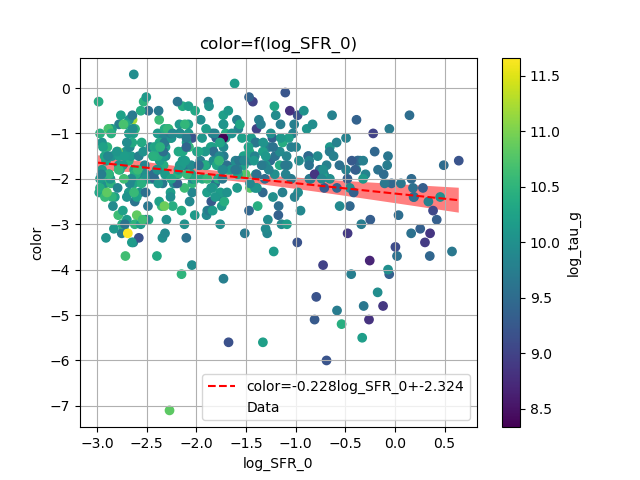 color=f(log_SFR_0)
0
−1
−2
−3
−4
−5
−6
−7
color
−3.0 −2.5 −2.0 −1.5 −1.0 −0.5 0.0 0.5
log_SFR_0
color=-0.228log_SFR_0+-2.324
Data
11.5
11.0
10.5
10.0
9.5
9.0
8.5
log_tau_g